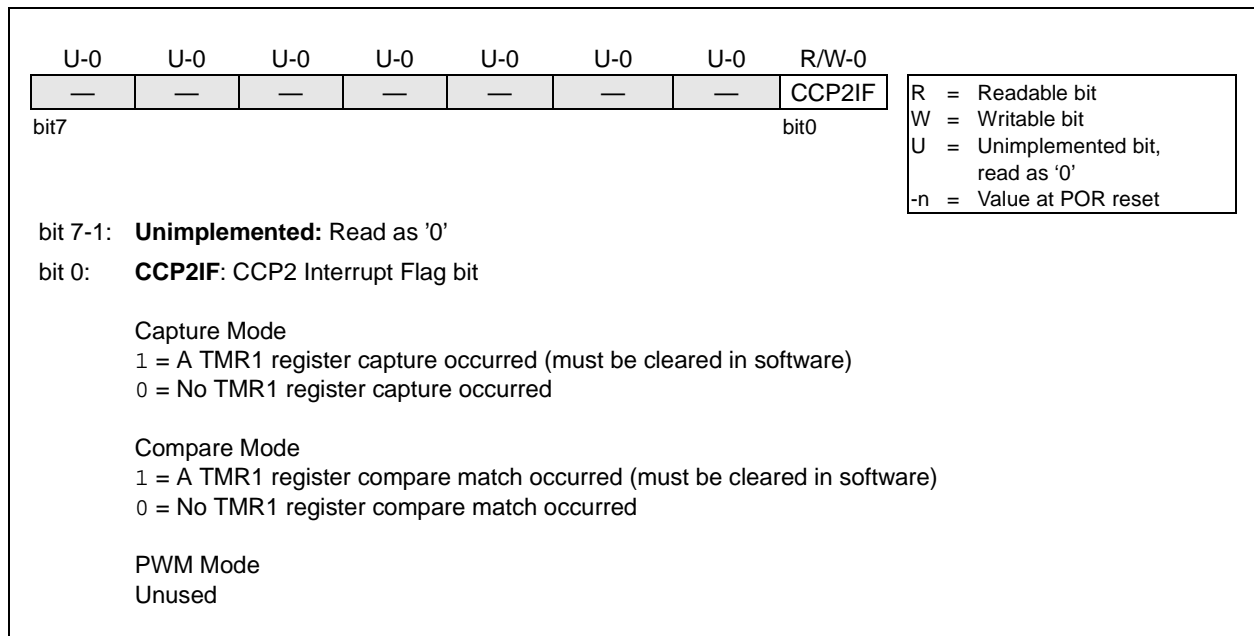 U-0 U-0 U-0 U-0 U-0 U-0 U-0 R/W-0
— — — — — — — CCP2IF
bit7 bit0
R = Readable bit
W = Writable bit
U = Unimplemented bit,
read as ‘0’
-n = Value at POR reset
bit 7-1: Unimplemented: Read as '0'
bit 0: CCP2IF: CCP2 Interrupt Flag bit
Capture Mode
1 = A TMR1 register capture occurred (must be cleared in software)
0 = No TMR1 register capture occurred
Compare Mode
1 = A TMR1 register compare match occurred (must be cleared in software)
0 = No TMR1 register compare match occurred
PWM Mode
Unused